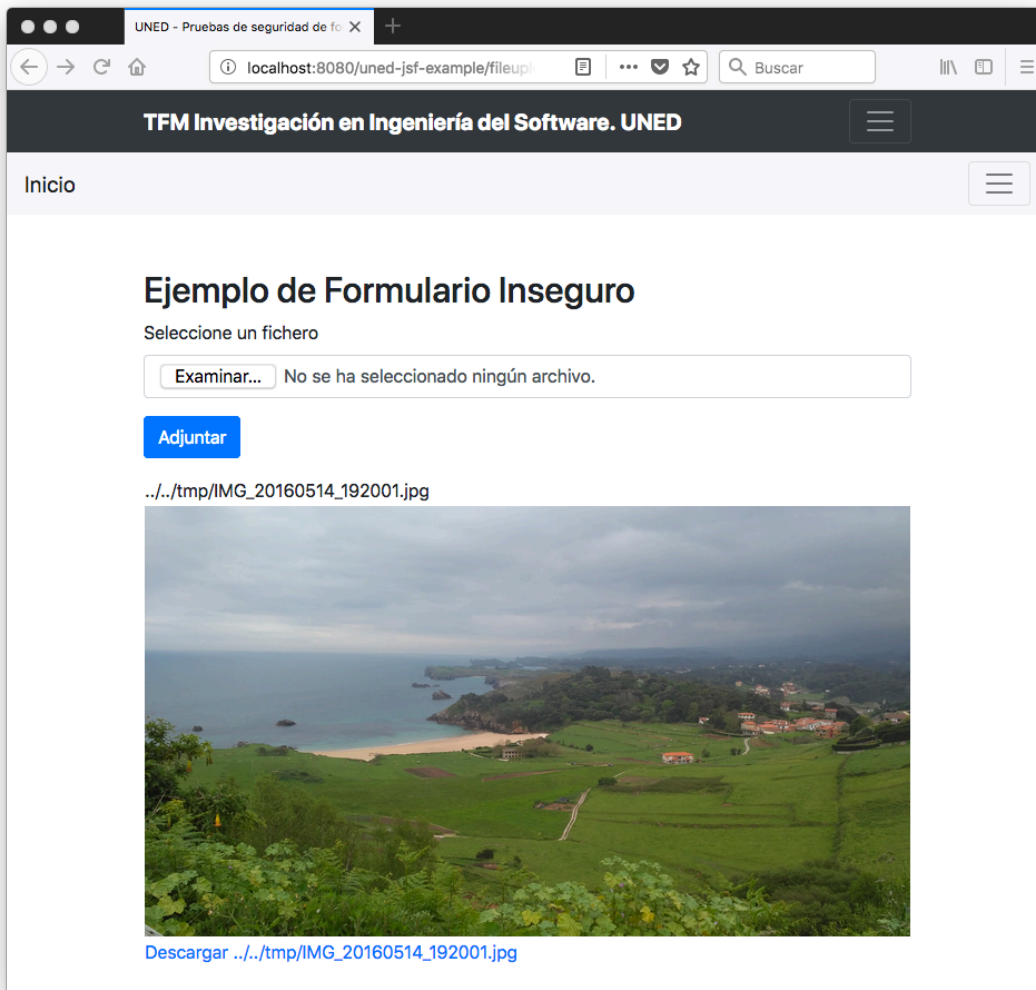 UNED - Pruebas de seguridad de fo
localhost:8080/uned-jsf-example/fileupl
Buscar
TFM Investigación en Ingeniería del Software. UNED
Inicio
Ejemplo de Formulario Inseguro
Seleccione un fichero
Examinar... No se ha seleccionado ningún archivo.
Adjuntar
../../tmp/IMG_20160514_192001.jpg
Descargar ../../tmp/IMG_20160514_192001.jpg